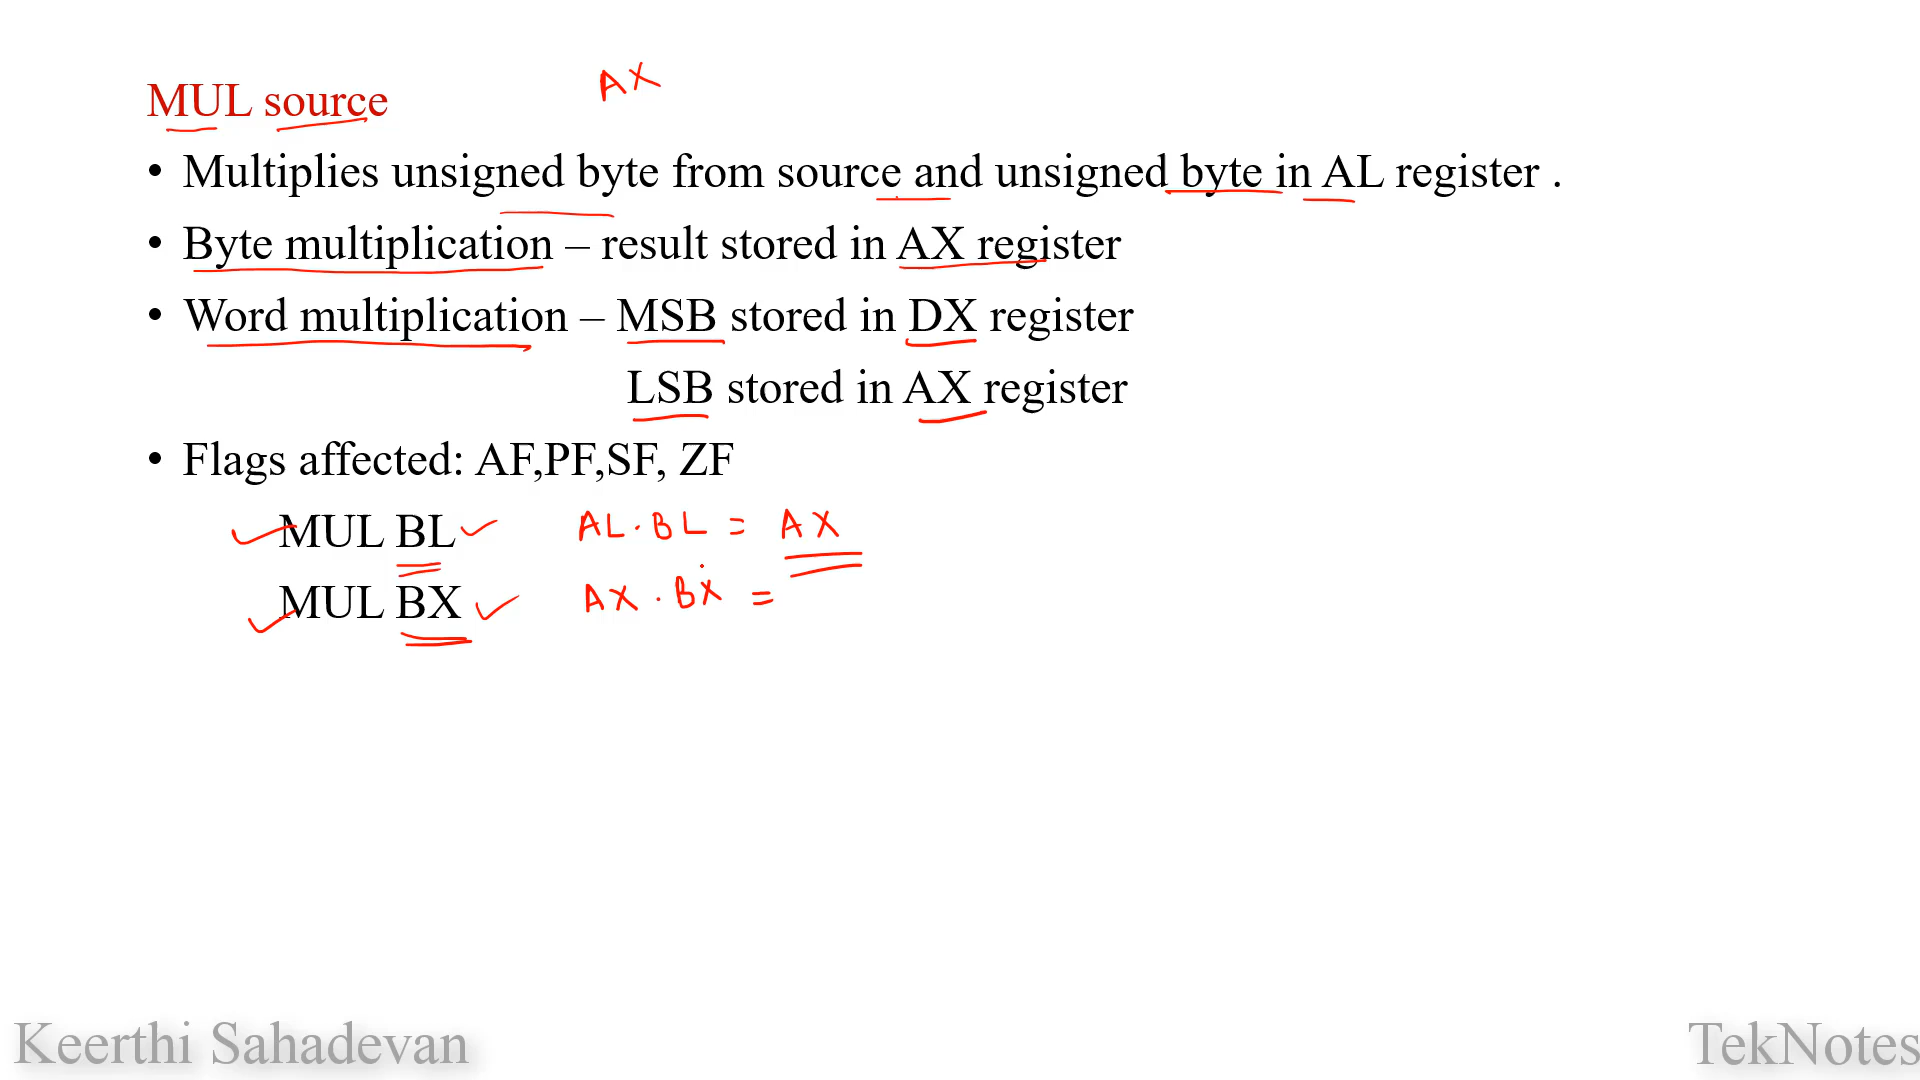 AX
MUL source
• Multiplies unsigned byte from source and unsigned byte in AL register .
• Byte multiplication – result stored in AX register
• Word multiplication – MSB stored in DX register
LSB stored in AX register
• Flags affected: AF,PF,SF, ZF
MUL BL AL . BL = AX
MUL BX AX . BX =
Keerthi Sahadevan
TekNotes